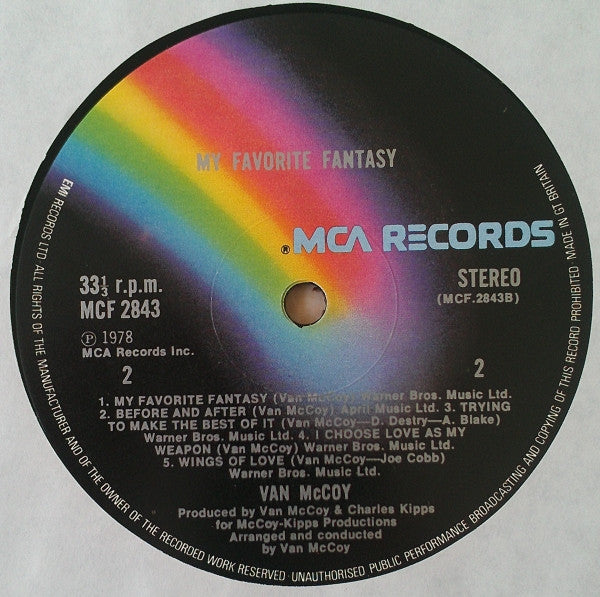 MY FAVORITE FANTASY
® MCA RECORDS
33⅓ r.p.m.
MCF 2843
STEREO
(MCF.2843B)
Ⓟ 1978
MCA Records Inc.
2
2
1. MY FAVORITE FANTASY (Van McCoy) Warner Bros. Music Ltd.
2. BEFORE AND AFTER (Van McCoy) April Music Ltd. 3. TRYING
TO MAKE THE BEST OF IT (Van McCoy—D. Destry—A. Blake)
Warner Bros. Music Ltd. 4. I CHOOSE LOVE AS MY
WEAPON (Van McCoy) Warner Bros. Music Ltd.
5. WINGS OF LOVE (Van McCoy—Joe Cobb)
Warner Bros. Music Ltd.
VAN McCOY
Produced by Van McCoy & Charles Kipps
for McCoy-Kipps Productions
Arranged and conducted
by Van McCoy
EMI RECORDS LTD ALL RIGHTS OF THE MANUFACTURER AND OF THE OWNER OF THE RECORDED WORK RESERVED · UNAUTHORISED PUBLIC PERFORMANCE BROADCASTING AND COPYING OF THIS RECORD PROHIBITED. MADE IN GT BRITAIN